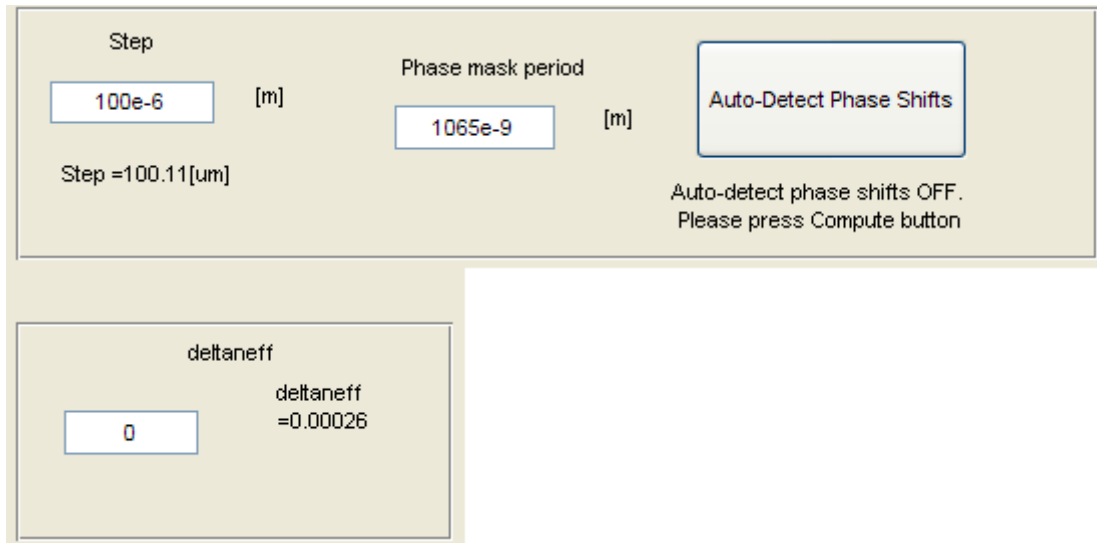 Step
100e-6 [m]
Step =100.11[um]
Phase mask period
1065e-9 [m]
Auto-Detect Phase Shifts
Auto-detect phase shifts OFF.
Please press Compute button
deltaneff
0
deltaneff
=0.00026